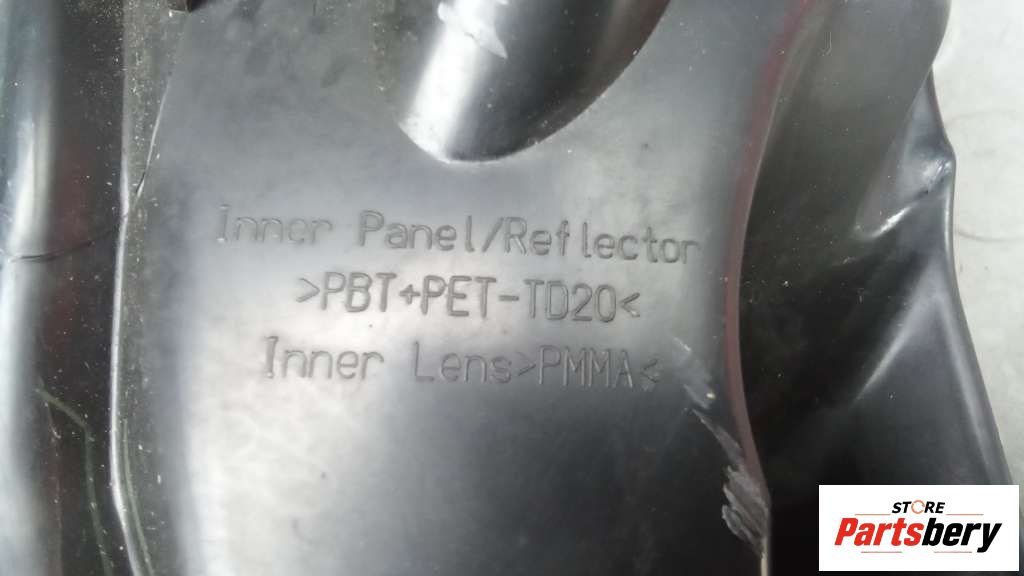 Inner Panel/Reflector
>PBT+PET-TD20<
Inner Lens>PMMA<
STORE
Partsbery